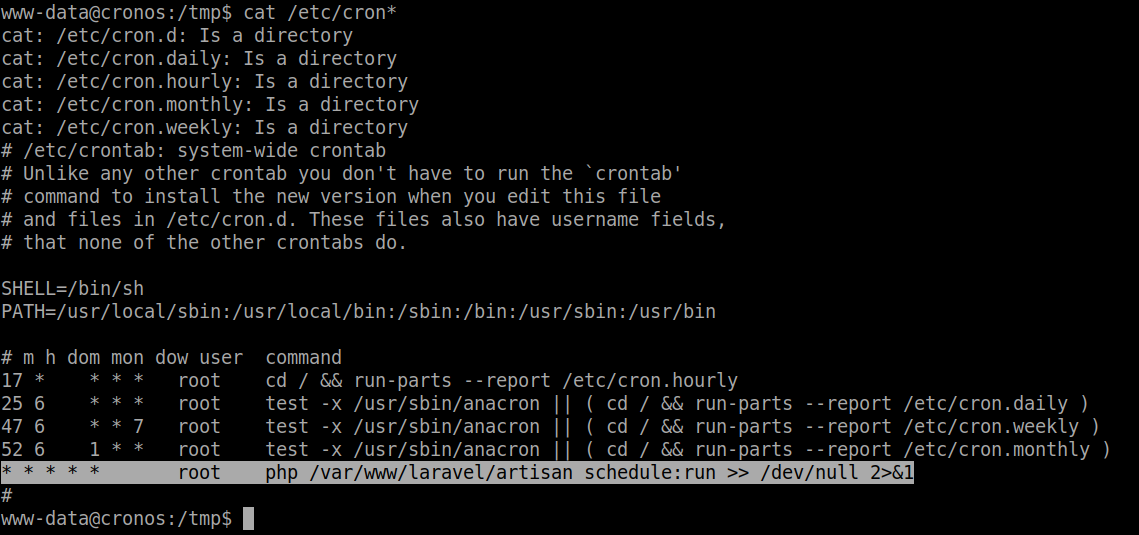 www-data@cronos:/tmp$ cat /etc/cron*
cat: /etc/cron.d: Is a directory
cat: /etc/cron.daily: Is a directory
cat: /etc/cron.hourly: Is a directory
cat: /etc/cron.monthly: Is a directory
cat: /etc/cron.weekly: Is a directory
# /etc/crontab: system-wide crontab
# Unlike any other crontab you don't have to run the `crontab'
# command to install the new version when you edit this file
# and files in /etc/cron.d. These files also have username fields,
# that none of the other crontabs do.

SHELL=/bin/sh
PATH=/usr/local/sbin:/usr/local/bin:/sbin:/bin:/usr/sbin:/usr/bin

# m h dom mon dow user  command
17 *    * * *   root    cd / && run-parts --report /etc/cron.hourly
25 6    * * *   root    test -x /usr/sbin/anacron || ( cd / && run-parts --report /etc/cron.daily )
47 6    * * 7   root    test -x /usr/sbin/anacron || ( cd / && run-parts --report /etc/cron.weekly )
52 6    1 * *   root    test -x /usr/sbin/anacron || ( cd / && run-parts --report /etc/cron.monthly )
* * * * *       root    php /var/www/laravel/artisan schedule:run >> /dev/null 2>&1
#
www-data@cronos:/tmp$